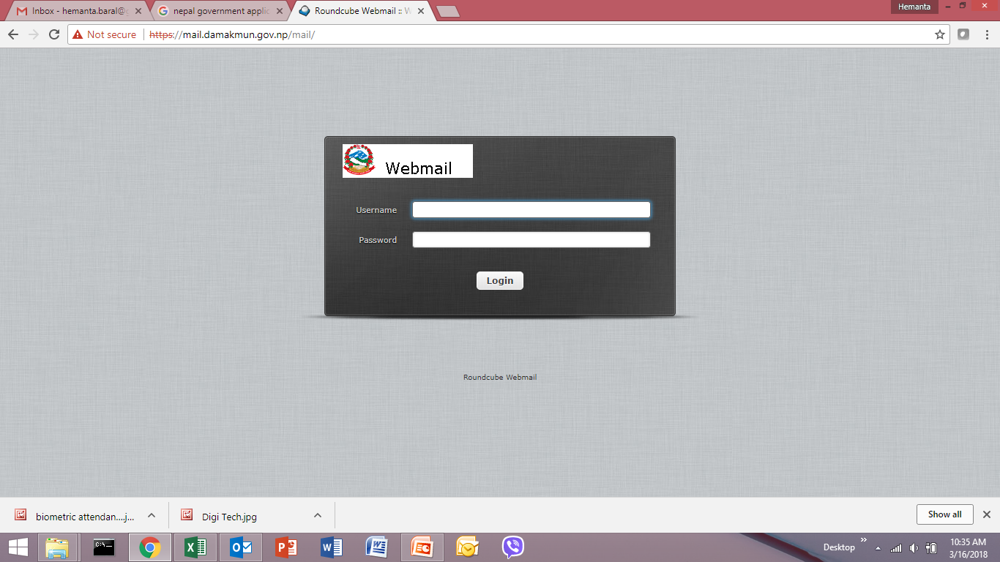 Inbox - hemanta.baral@g
nepal government applic
Roundcube Webmail :: W
Hemanta
Not secure
https://mail.damakmun.gov.np/mail/
Webmail
Username
Password
Login
Roundcube Webmail
biometric attendan....j...
Digi Tech.jpg
Show all
Desktop
10:35 AM
3/16/2018